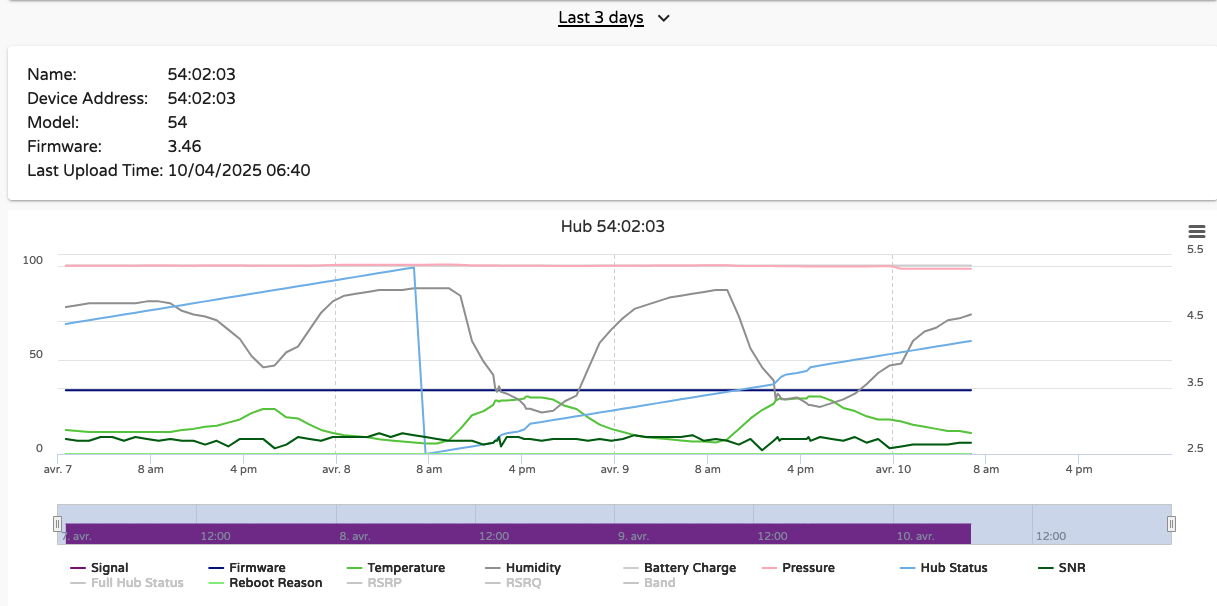 Last 3 days
Name: 54:02:03
Device Address: 54:02:03
Model: 54
Firmware: 3.46
Last Upload Time: 10/04/2025 06:40
Hub 54:02:03
100
50
0
5.5
4.5
3.5
2.5
avr. 7 8 am 4 pm avr. 8 8 am 4 pm avr. 9 8 am 4 pm avr. 10 8 am 4 pm
7. avr. 12:00 8. avr. 12:00 9. avr. 12:00 10. avr. 12:00
Signal Firmware Temperature Humidity Battery Charge Pressure Hub Status SNR
Full Hub Status Reboot Reason RSRP RSRQ Band